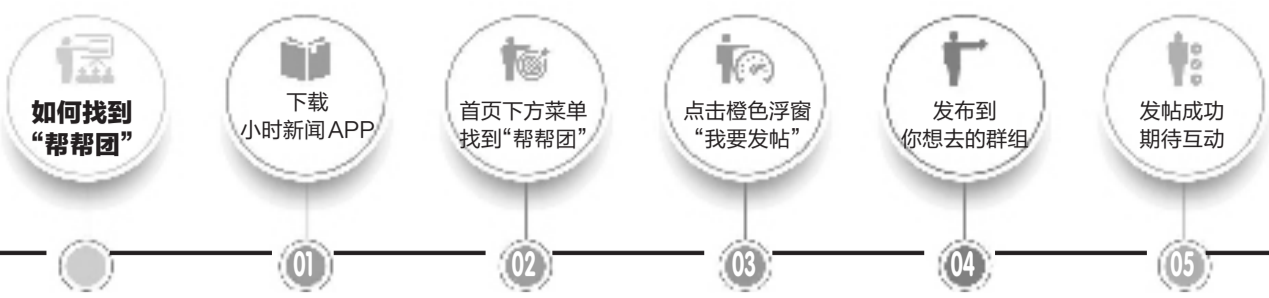 如何找到
“帮帮团”
下载
小时新闻APP
首页下方菜单
找到“帮帮团”
点击橙色浮窗
“我要发帖”
发布到
你想去的群组
发帖成功
期待互动
01
02
03
04
05